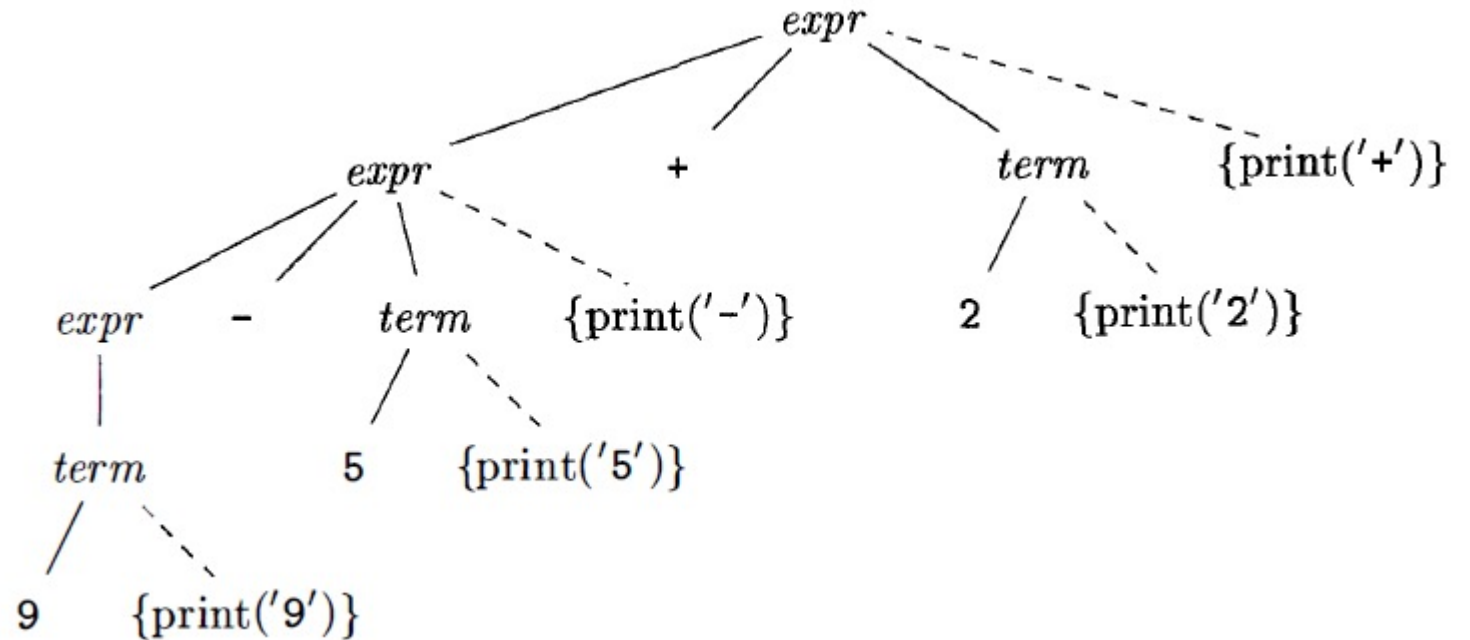 expr
expr + term {print('+')}
expr - term {print('-')} 2 {print('2')}
term 5 {print('5')}
9 {print('9')}